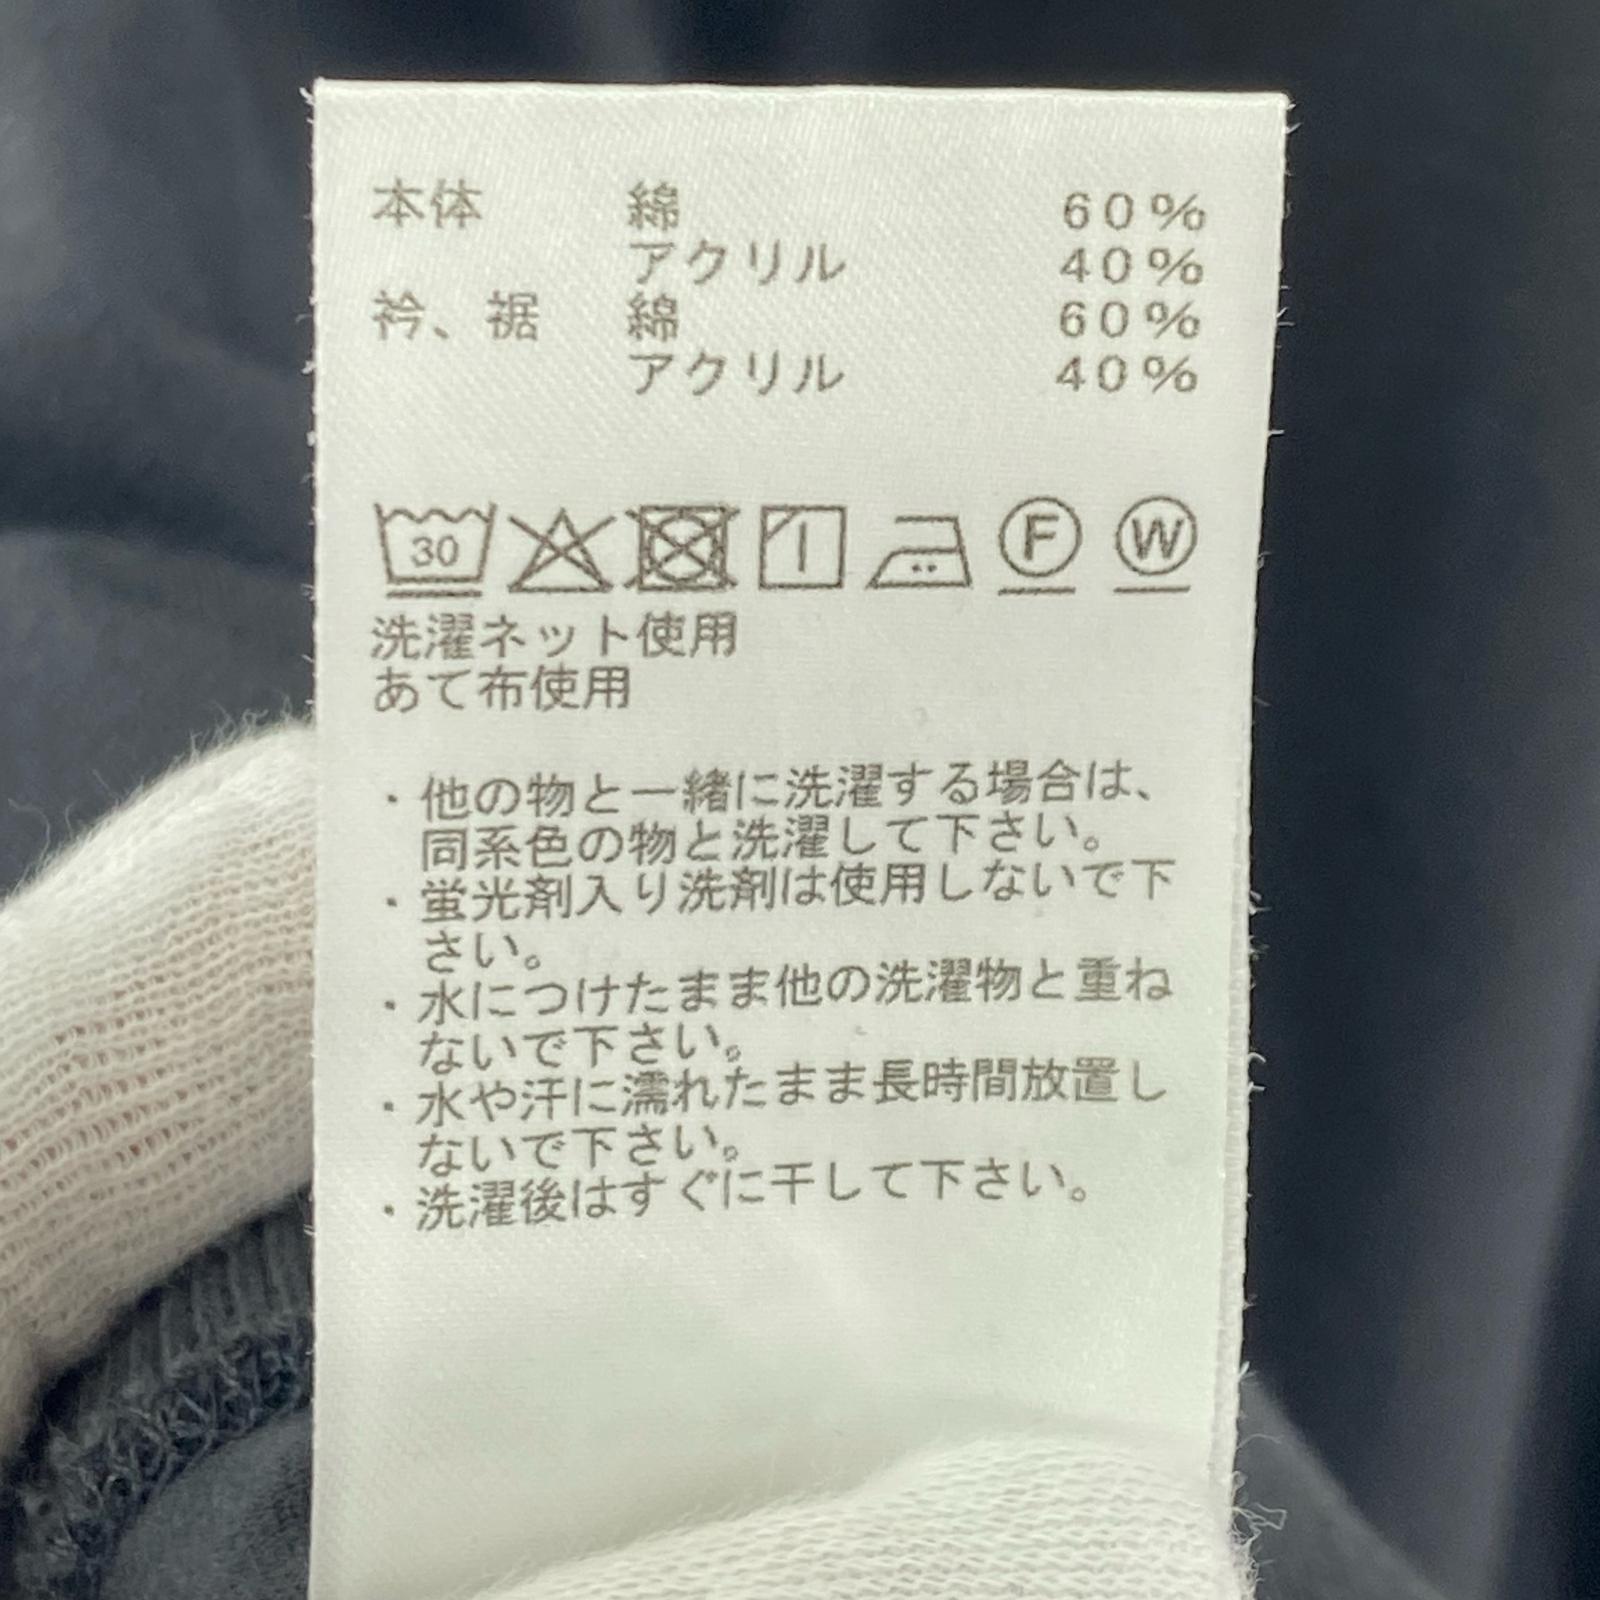 本体 綿 60%
アクリル 40%
衿、裾 綿 60%
アクリル 40%
30 F W
洗濯ネット使用
あて布使用
・他の物と一緒に洗濯する場合は、
同系色の物と洗濯して下さい。
・蛍光剤入り洗剤は使用しないで下
さい。
・水につけたまま他の洗濯物と重ね
ないで下さい。
・水や汗に濡れたまま長時間放置し
ないで下さい。
・洗濯後はすぐに干して下さい。